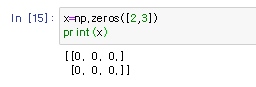 In [15]: x=np,zeros([2,3])
print(x)
[[0. 0. 0.]
[0. 0. 0.]]